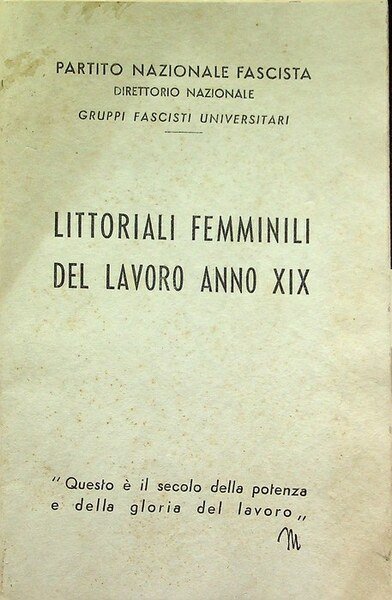 PARTITO NAZIONALE FASCISTA
DIRETTORIO NAZIONALE
GRUPPI FASCISTI UNIVERSITARI
LITTORIALI FEMMINILI
DEL LAVORO ANNO XIX
"Questo è il secolo della potenza
e della gloria del lavoro„
M